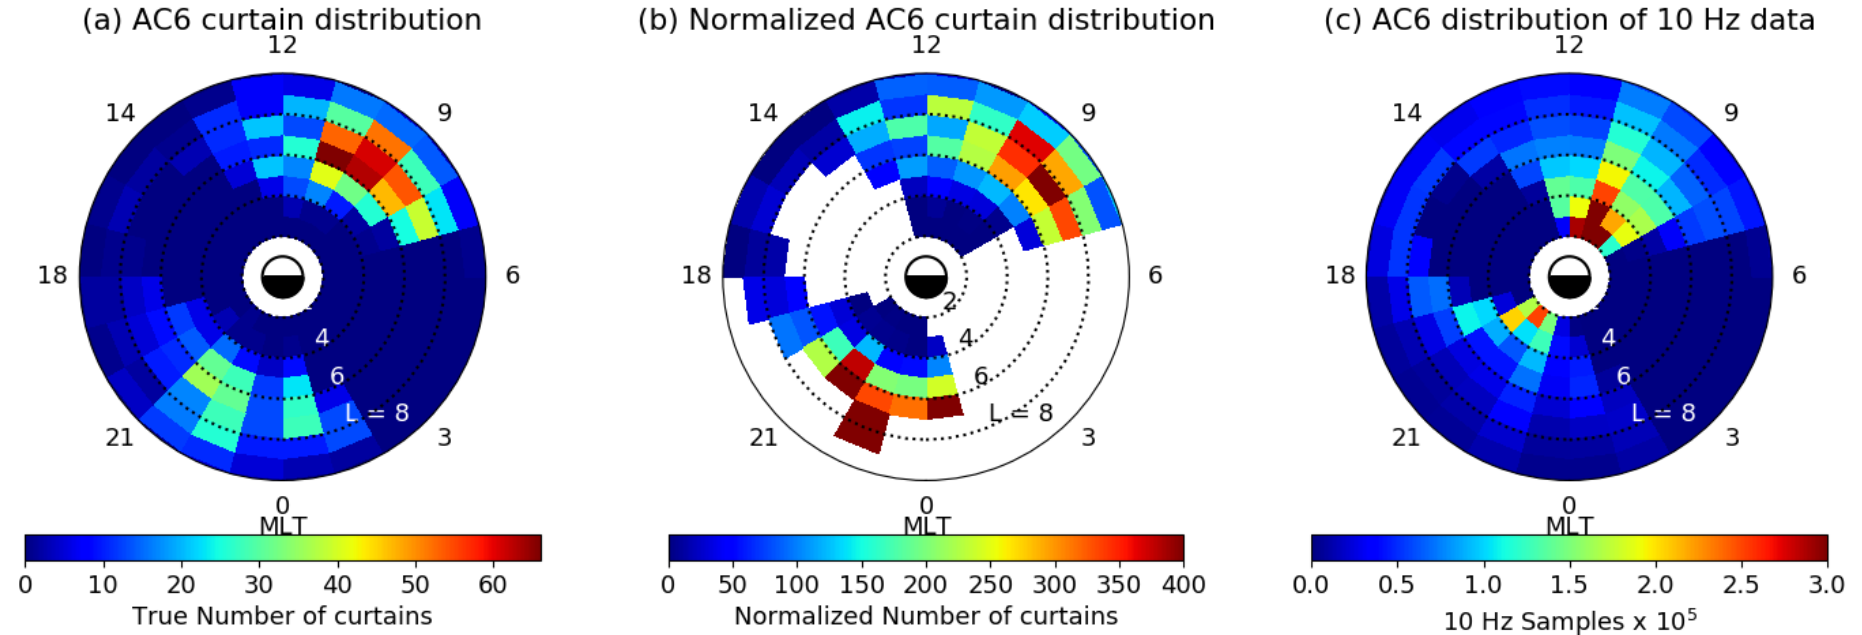 (a) AC6 curtain distribution
12
14
9
18
6
4
6
L = 8
21
3
0
MLT
0 10 20 30 40 50 60
True Number of curtains
(b) Normalized AC6 curtain distribution
12
14
9
18
6
2
4
6
L = 8
21
3
0
MLT
0 50 100 150 200 250 300 350 400
Normalized Number of curtains
(c) AC6 distribution of 10 Hz data
12
14
9
18
6
4
6
L = 8
21
3
0
MLT
0.0 0.5 1.0 1.5 2.0 2.5 3.0
10 Hz Samples x 10⁵